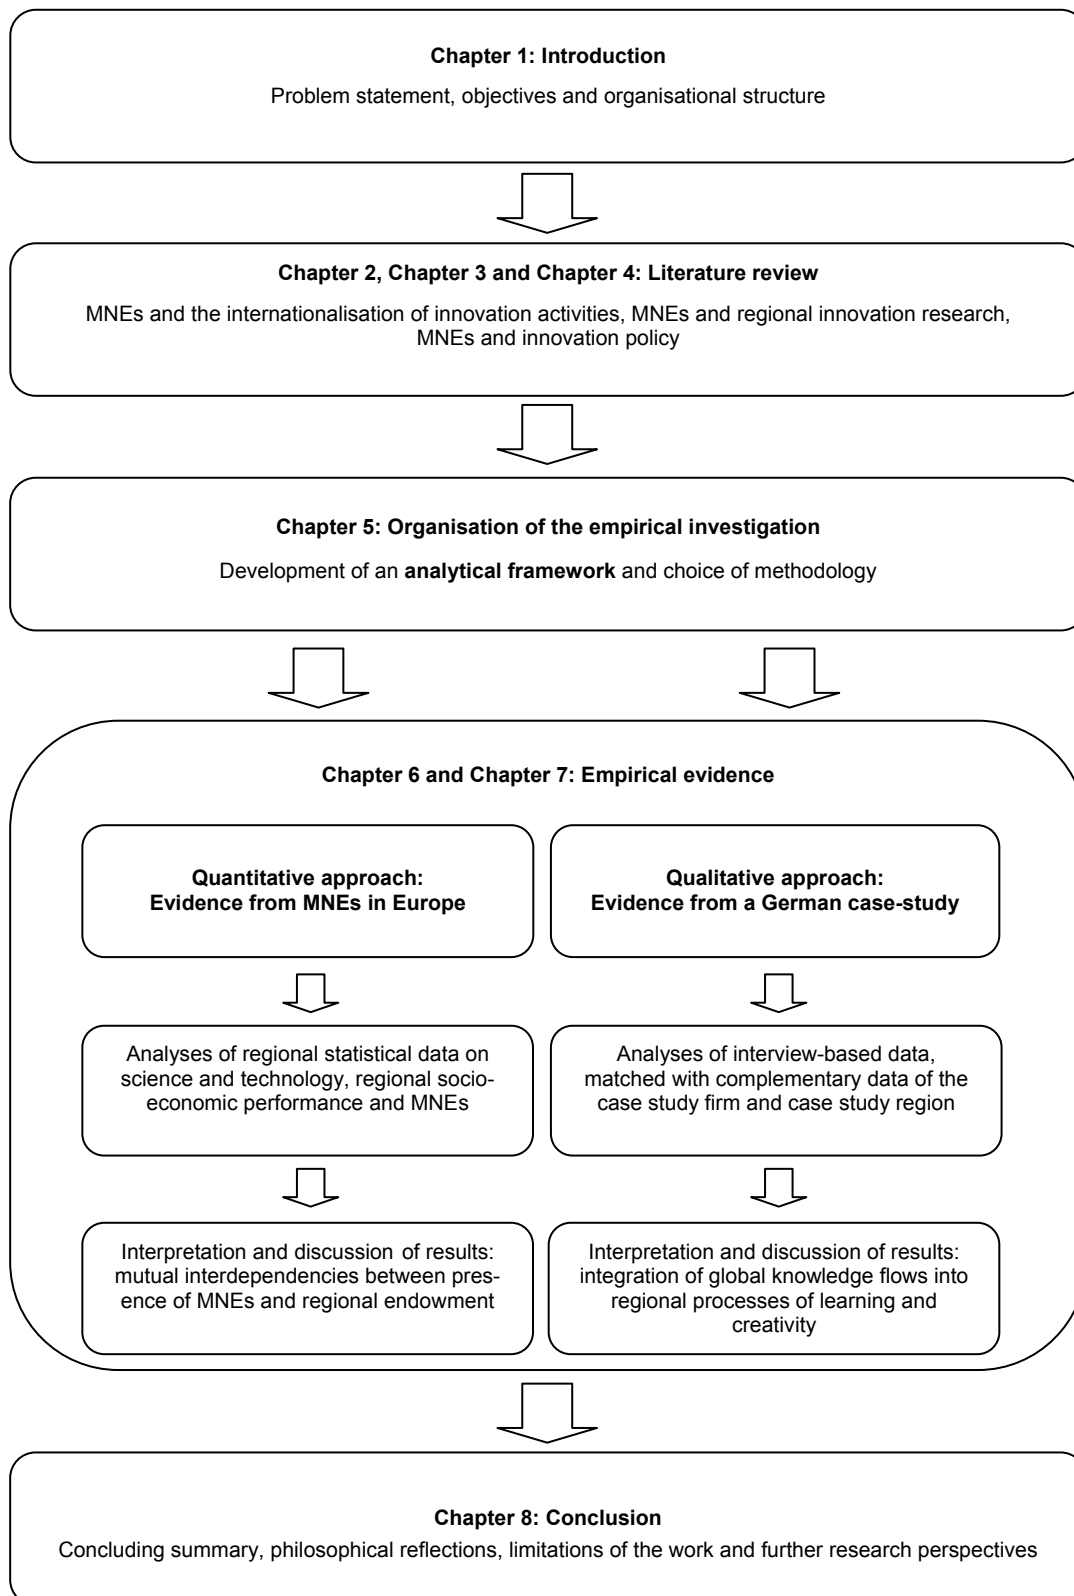 Chapter 1: Introduction
Problem statement, objectives and organisational structure
Chapter 2, Chapter 3 and Chapter 4: Literature review
MNEs and the internationalisation of innovation activities, MNEs and regional innovation research,
MNEs and innovation policy
Chapter 5: Organisation of the empirical investigation
Development of an analytical framework and choice of methodology
Chapter 6 and Chapter 7: Empirical evidence
Quantitative approach:
Evidence from MNEs in Europe
Analyses of regional statistical data on
science and technology, regional socio-
economic performance and MNEs
Interpretation and discussion of results:
mutual interdependencies between pres-
ence of MNEs and regional endowment
Qualitative approach:
Evidence from a German case-study
Analyses of interview-based data,
matched with complementary data of the
case study firm and case study region
Interpretation and discussion of results:
integration of global knowledge flows into
regional processes of learning and
creativity
Chapter 8: Conclusion
Concluding summary, philosophical reflections, limitations of the work and further research perspectives